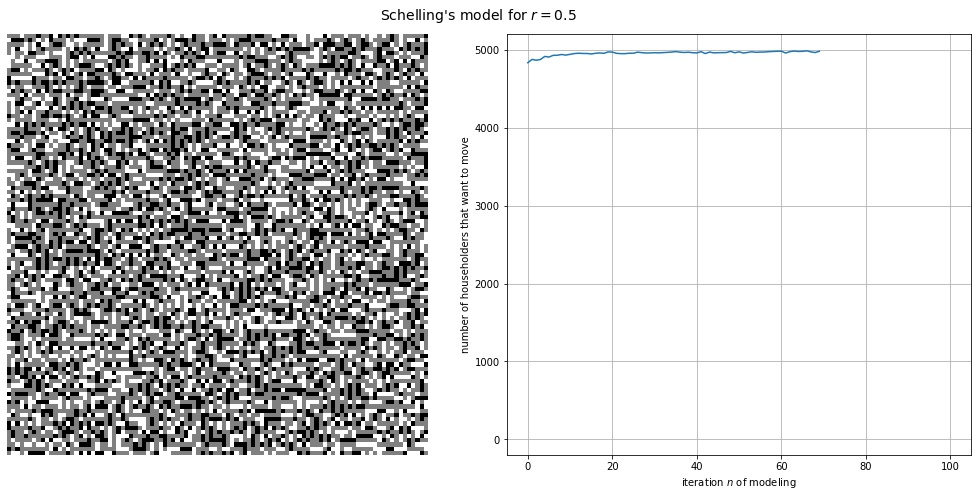 Schelling's model for r = 0.5
number of householders that want to move
5000
4000
3000
2000
1000
0
0 20 40 60 80 100
iteration n of modeling